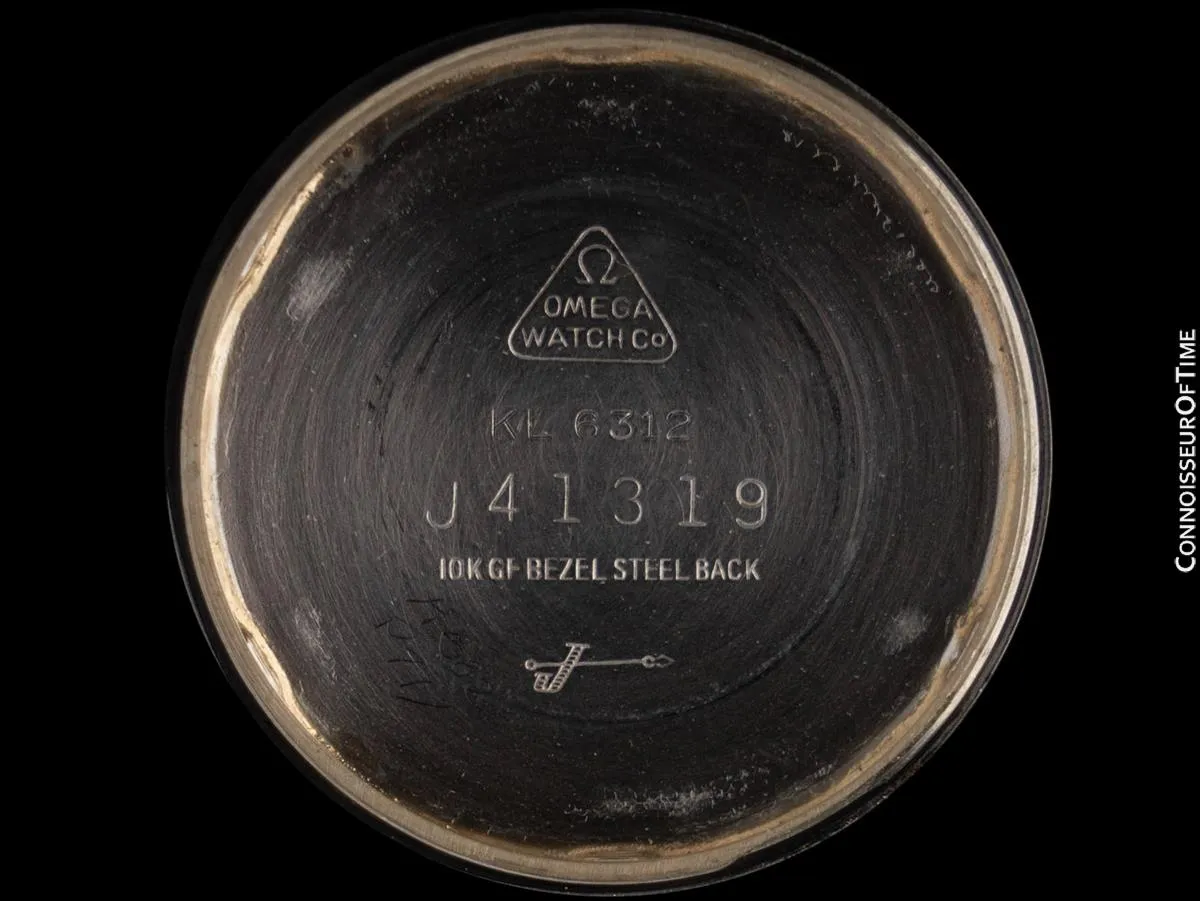 Ω
OMEGA
WATCH Co
KL 6312
J41319
10K GF BEZEL STEEL BACK
J
CONNOISSEUROFTIME